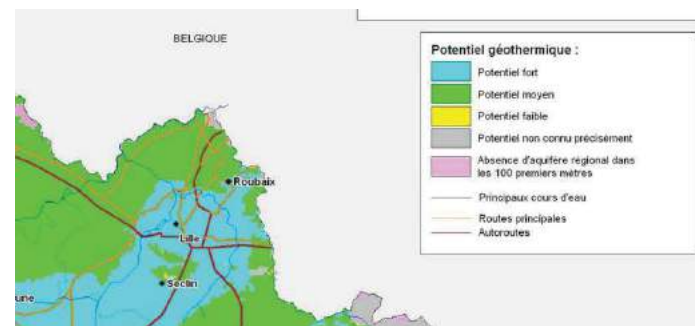 BELGIQUE
Potentiel géothermique :
Potentiel fort
Potentiel moyen
Potentiel faible
Potentiel non connu précisément
Absence d'aquifère régional dans
les 100 premiers mètres
Principaux cours d'eau
Routes principales
Autoroutes
Roubaix
Lille
Seclin
une